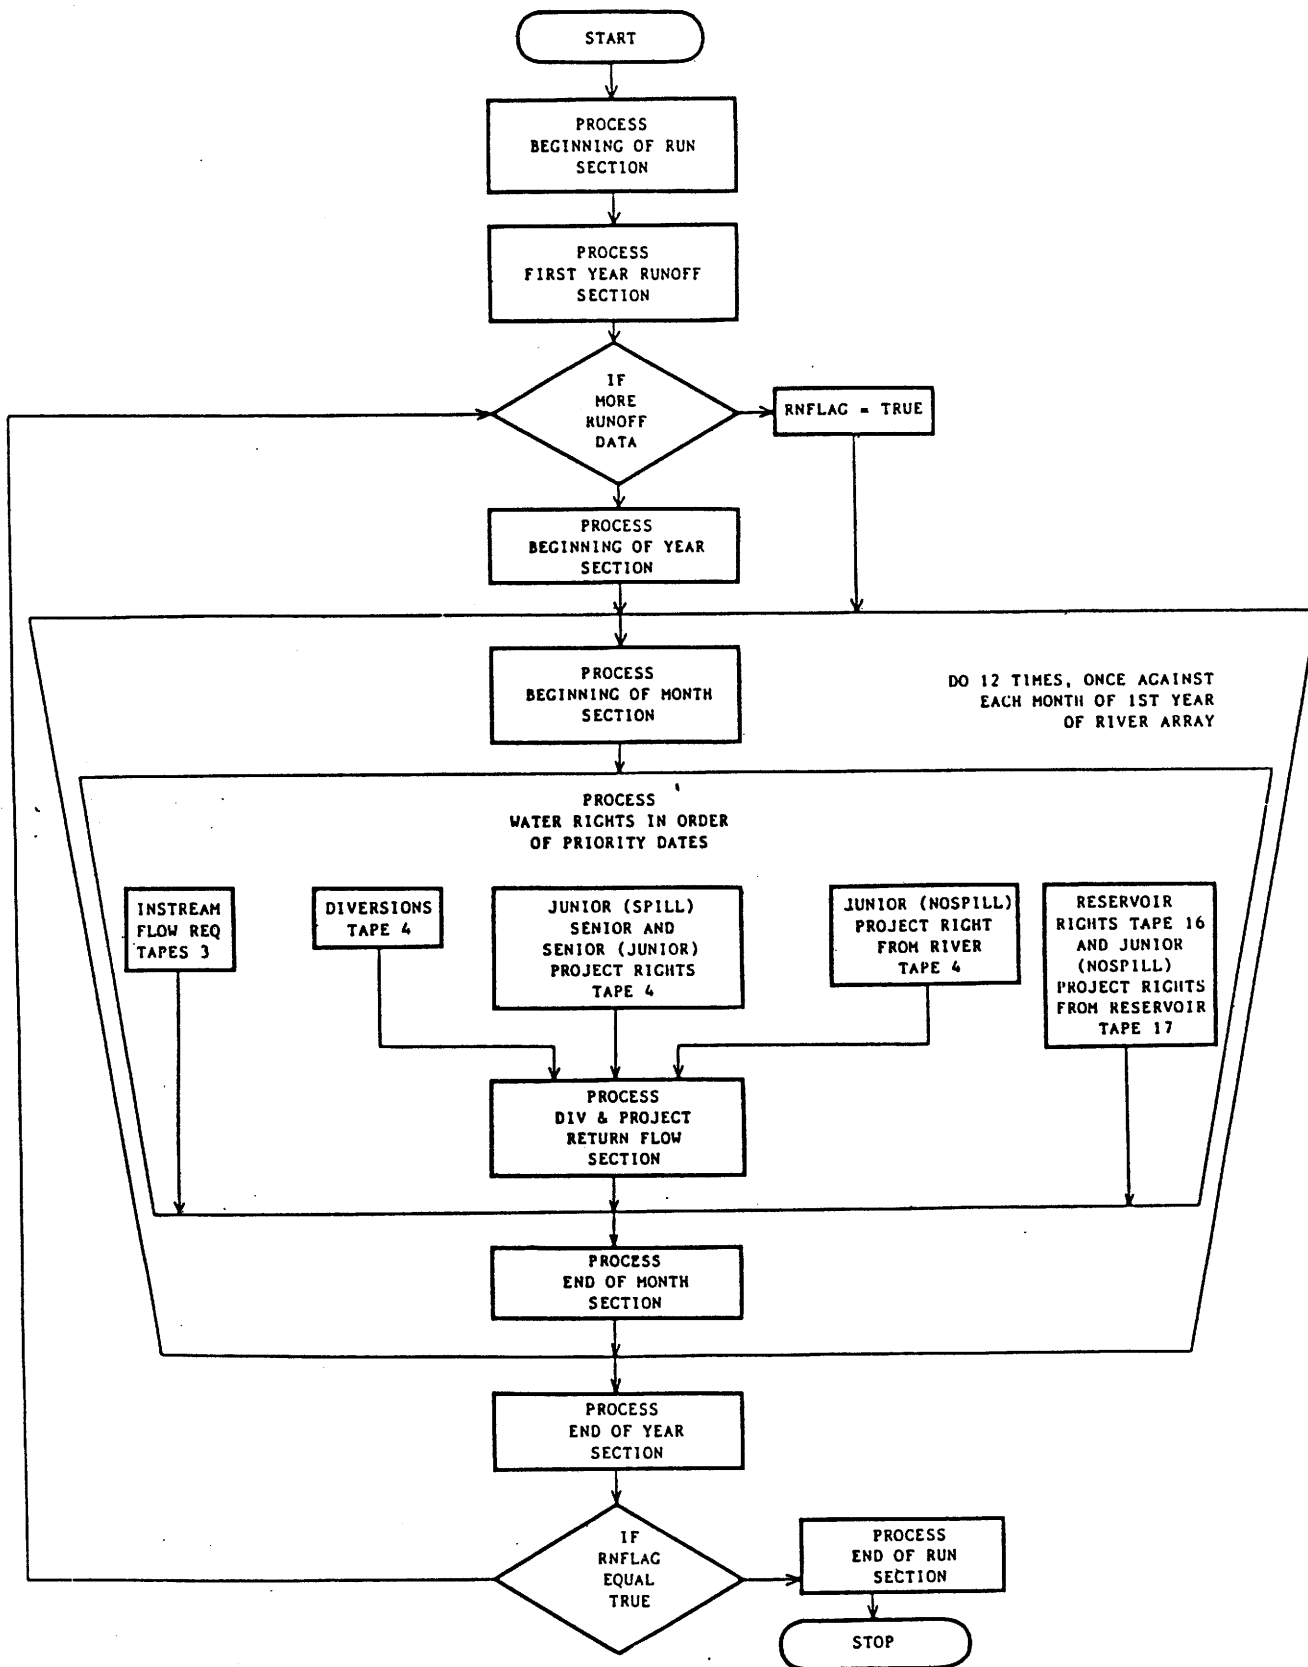 START
PROCESS
BEGINNING OF RUN
SECTION
PROCESS
FIRST YEAR RUNOFF
SECTION
IF
MORE
RUNOFF
DATA
RNFLAG = TRUE
PROCESS
BEGINNING OF YEAR
SECTION
PROCESS
BEGINNING OF MONTH
SECTION
DO 12 TIMES, ONCE AGAINST
EACH MONTH OF 1ST YEAR
OF RIVER ARRAY
PROCESS
WATER RIGHTS IN ORDER
OF PRIORITY DATES
INSTREAM
FLOW REQ
TAPES 3
DIVERSIONS
TAPE 4
JUNIOR (SPILL)
SENIOR AND
SENIOR (JUNIOR)
PROJECT RIGHTS
TAPE 4
JUNIOR (NOSPILL)
PROJECT RIGHT
FROM RIVER
TAPE 4
RESERVOIR
RIGHTS TAPE 16
AND JUNIOR
(NOSPILL)
PROJECT RIGHTS
FROM RESERVOIR
TAPE 17
PROCESS
DIV & PROJECT
RETURN FLOW
SECTION
PROCESS
END OF MONTH
SECTION
PROCESS
END OF YEAR
SECTION
IF
RNFLAG
EQUAL
TRUE
PROCESS
END OF RUN
SECTION
STOP